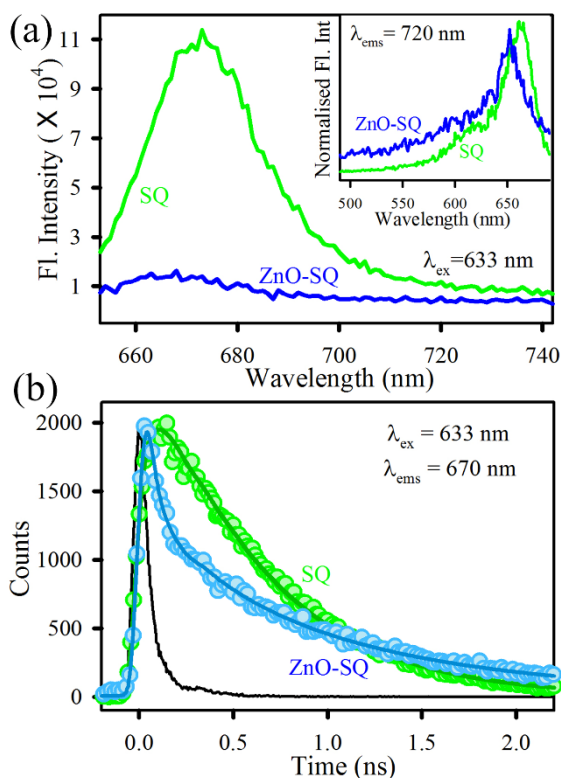 (a)
Fl. Intensity ( X 10⁴)
11
9
7
5
3
1
SQ
ZnO-SQ
λex =633 nm
660 680 700 720 740
Wavelength (nm)
Normalised Fl. Int
λems = 720 nm
ZnO-SQ
SQ
500 550 600 650
Wavelength (nm)
(b)
Counts
2000
1500
1000
500
0
λex = 633 nm
λems = 670 nm
SQ
ZnO-SQ
0.0 0.5 1.0 1.5 2.0
Time (ns)